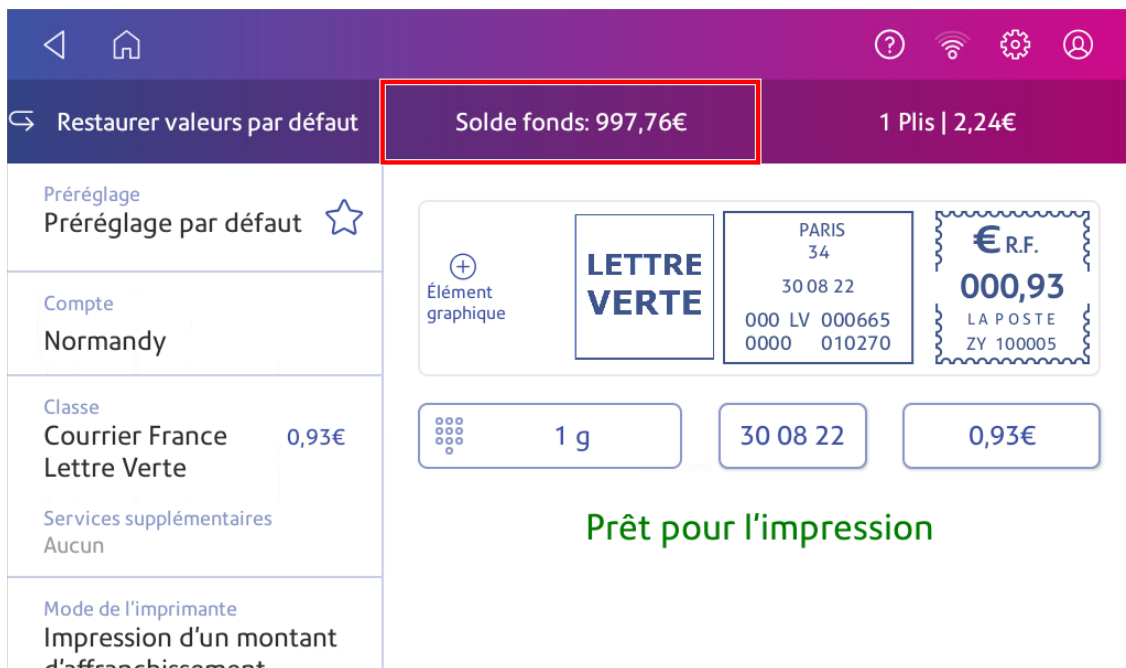 Restaurer valeurs par défaut
Solde fonds: 997,76€
1 Plis | 2,24€
Préréglage
Préréglage par défaut
Compte
Normandy
Classe
Courrier France 0,93€
Lettre Verte
Services supplémentaires
Aucun
Mode de l'imprimante
Impression d'un montant
d'affranchissement
Élément
graphique
LETTRE
VERTE
PARIS
34
30 08 22
000 LV 000665
0000 010270
€ R.F.
000,93
LA POSTE
ZY 100005
1 g
30 08 22
0,93€
Prêt pour l'impression